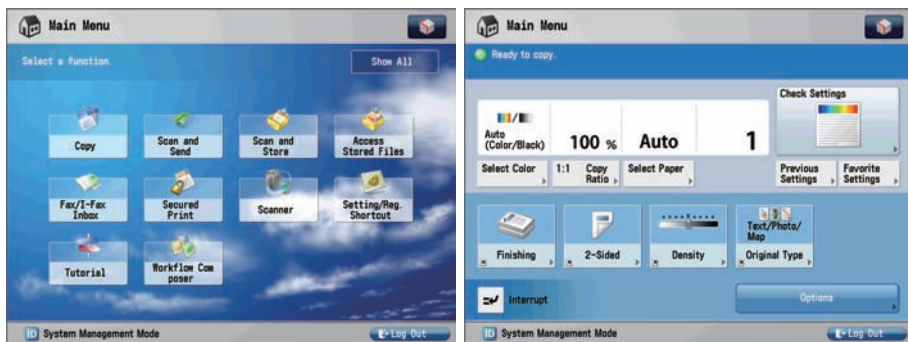 Main Menu
Select a function.
Show All
Copy
Scan and
Send
Scan and
Store
Access
Stored Files
Fax/I-Fax
Inbox
Secured
Print
Scanner
Setting/Reg.
Shortcut
Tutorial
Workflow Com
poser
ID System Management Mode
Log Out
Main Menu
Ready to copy.
Check Settings
Auto
(Color/Black)
100 %
Auto
1
Select Color
1:1 Copy
Ratio
Select Paper
Previous
Settings
Favorite
Settings
Finishing
2-Sided
Density
Text/Photo/
Map
Original Type
Interrupt
Options
ID System Management Mode
Log Out